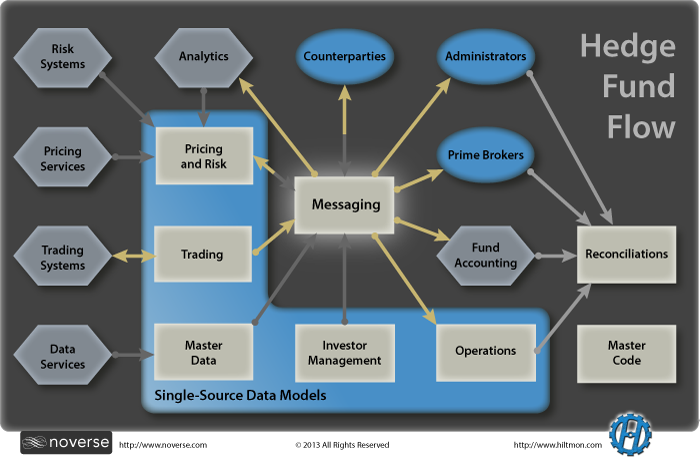 Hedge
Fund
Flow
Risk
Systems
Analytics
Counterparties
Administrators
Pricing
Services
Pricing
and Risk
Prime Brokers
Messaging
Trading
Systems
Trading
Fund
Accounting
Reconciliations
Data
Services
Master
Data
Investor
Management
Operations
Master
Code
Single-Source Data Models
noverse
http://www.noverse.com
© 2013 All Rights Reserved
http://www.hiltmon.com
H